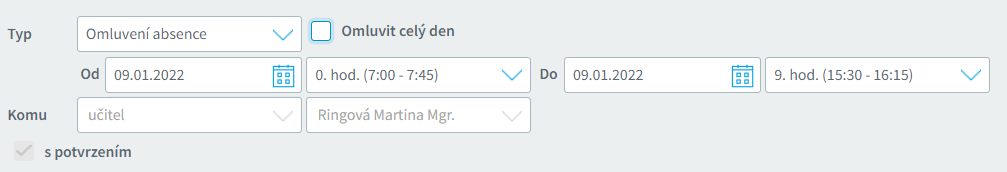 Typ Omluvení absence Omluvit celý den
Od 09.01.2022 0. hod. (7:00 - 7:45) Do 09.01.2022 9. hod. (15:30 - 16:15)
Komu učitel Ringová Martina Mgr.
s potvrzením